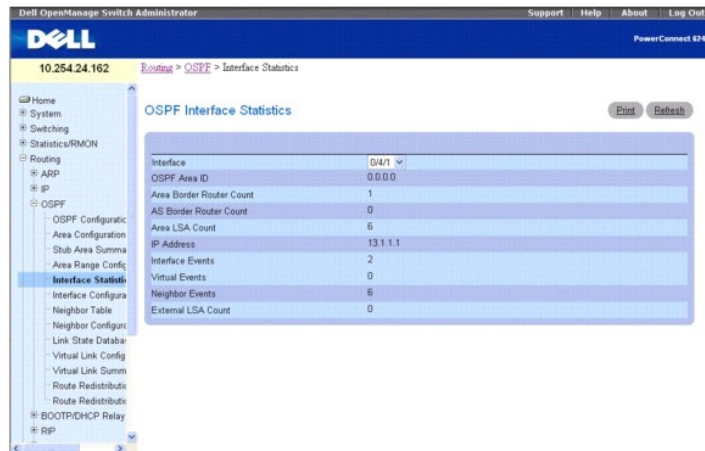 Dell OpenManage Switch Administrator
Support Help About Log Out
DELL
PowerConnect 624
10.254.24.162
Routing > OSPF > Interface Statistics
Home
System
Switching
Statistics/RMON
Routing
ARP
IP
OSPF
OSPF Configuratic
Area Configuration
Stub Area Summa
Area Range Config
Interface Statisti
Interface Configura
Neighbor Table
Neighbor Configura
Link State Databa
Virtual Link Config
Virtual Link Summ
Route Redistributic
Route Redistributic
BOOTP/DHCP Relay
RIP
OSPF Interface Statistics
Print Refresh
Interface 0/4/1
OSPF Area ID 0.0.0.0
Area Border Router Count 1
AS Border Router Count 0
Area LSA Count 6
IP Address 13.1.1.1
Interface Events 2
Virtual Events 0
Neighbor Events 6
External LSA Count 0